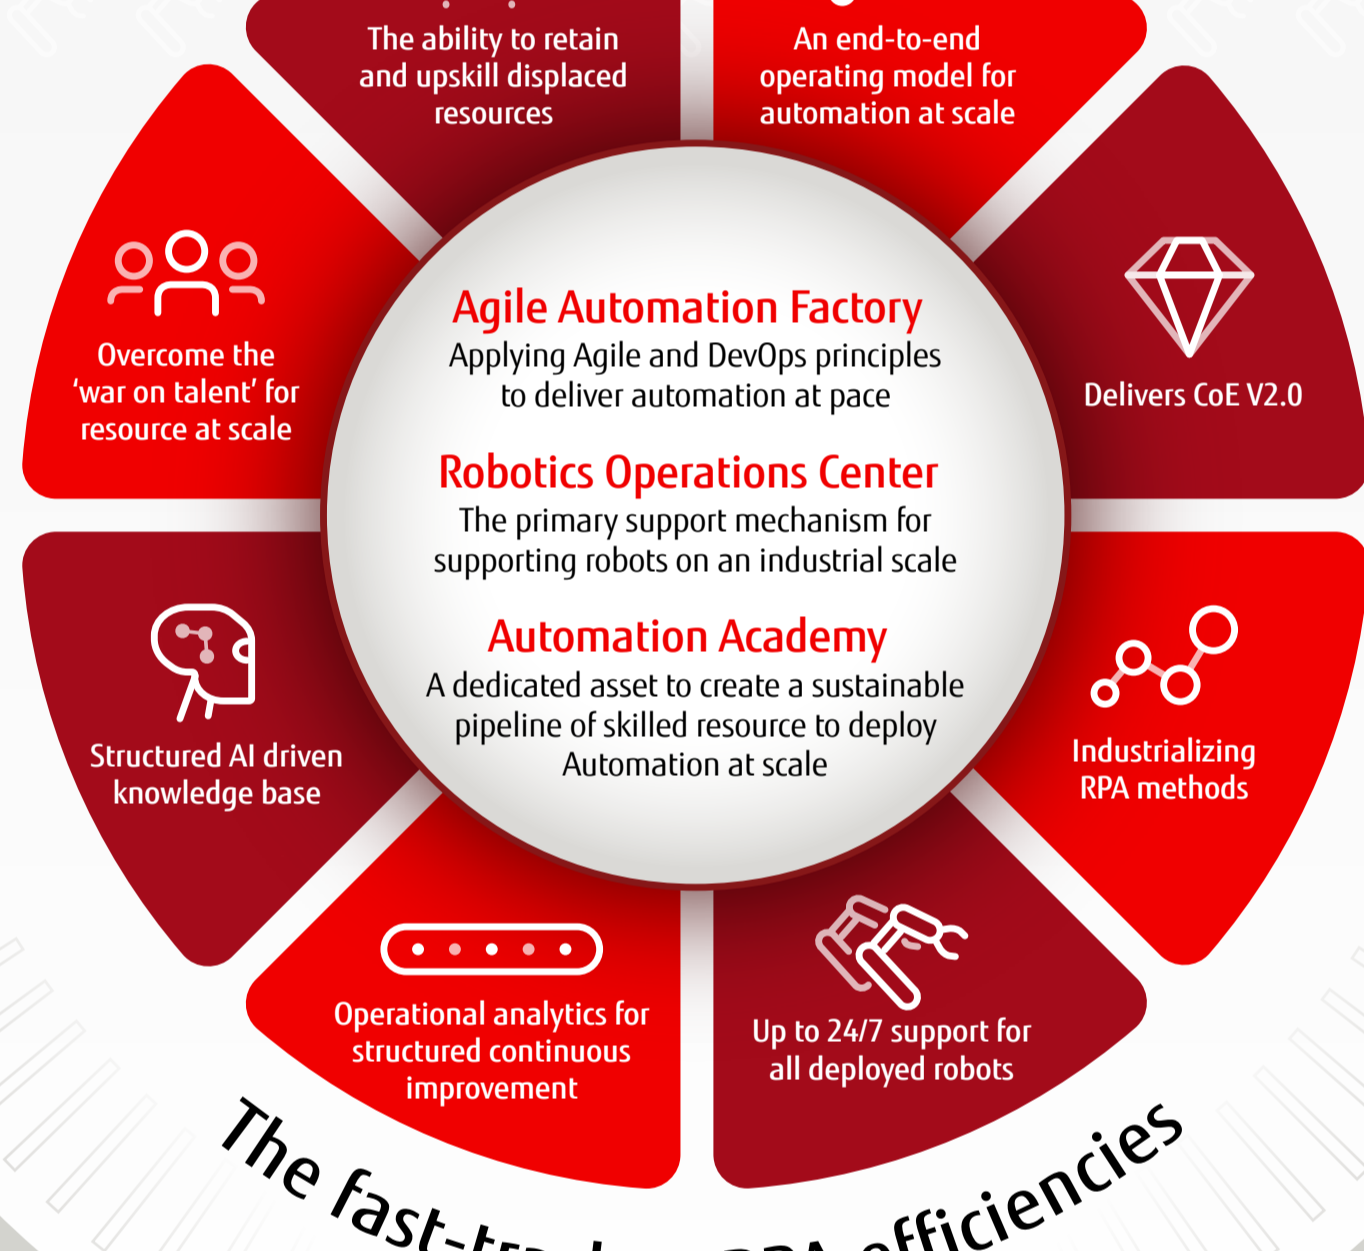 The ability to retain
and upskill displaced
resources
An end-to-end
operating model for
automation at scale
Overcome the
‘war on talent’ for
resource at scale
Delivers CoE V2.0
Agile Automation Factory
Applying Agile and DevOps principles
to deliver automation at pace
Robotics Operations Center
The primary support mechanism for
supporting robots on an industrial scale
Automation Academy
A dedicated asset to create a sustainable
pipeline of skilled resource to deploy
Automation at scale
Structured AI driven
knowledge base
Industrializing
RPA methods
Operational analytics for
structured continuous
improvement
Up to 24/7 support for
all deployed robots
The RPA efficiencies